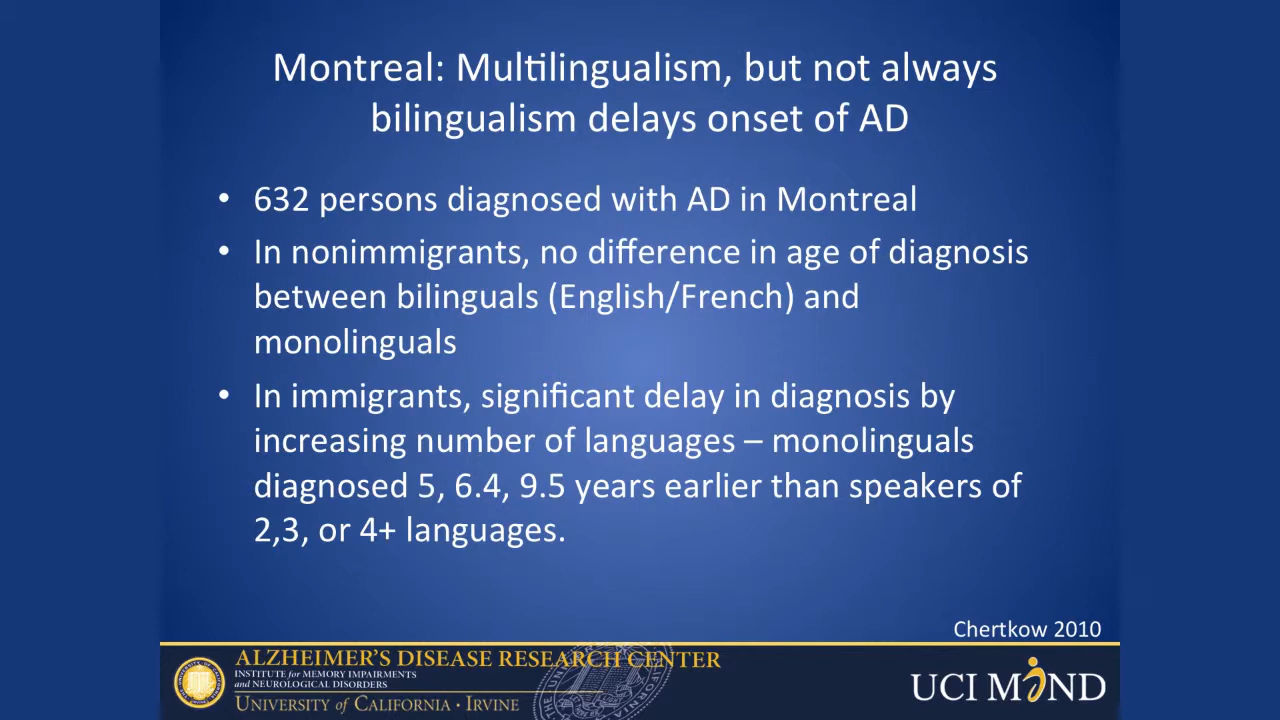 Montreal: Multilingualism, but not always
bilingualism delays onset of AD
• 632 persons diagnosed with AD in Montreal
• In nonimmigrants, no difference in age of diagnosis
between bilinguals (English/French) and
monolinguals
• In immigrants, significant delay in diagnosis by
increasing number of languages – monolinguals
diagnosed 5, 6.4, 9.5 years earlier than speakers of
2,3, or 4+ languages.
Chertkow 2010
ALZHEIMER'S DISEASE RESEARCH CENTER
INSTITUTE for MEMORY IMPAIRMENTS
and NEUROLOGICAL DISORDERS
UNIVERSITY of CALIFORNIA • IRVINE
UCI MIND